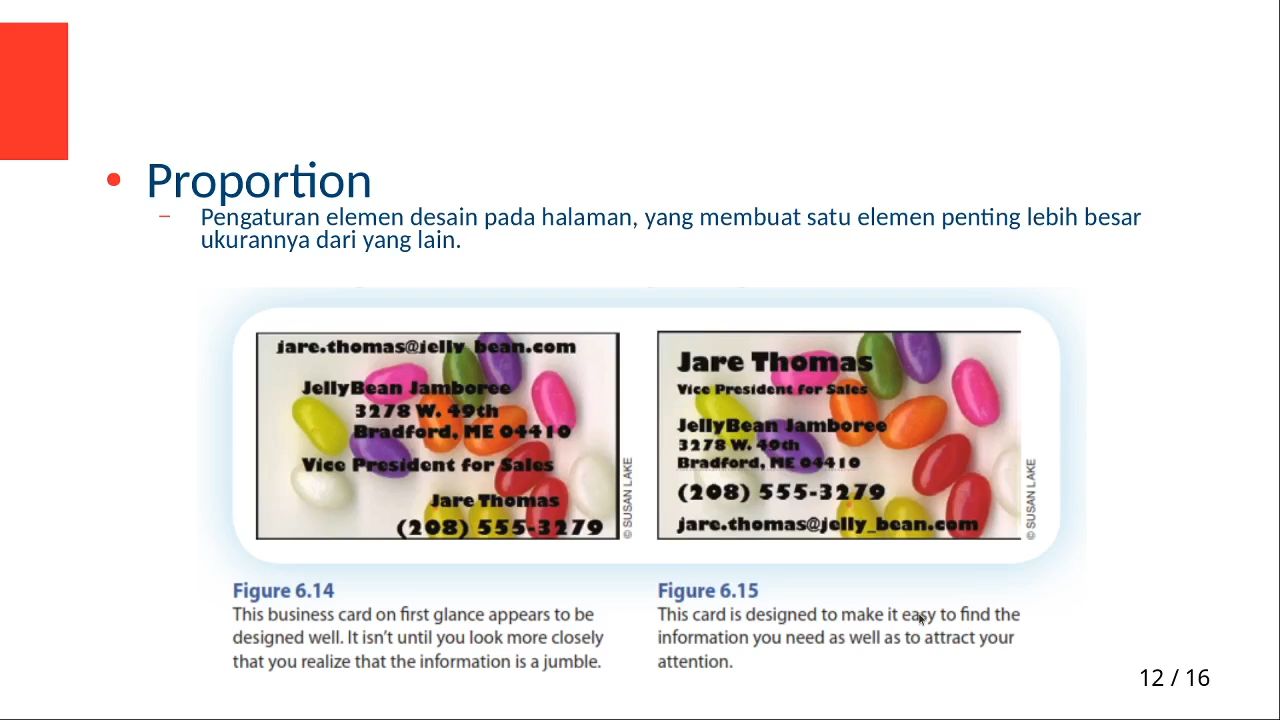 Proportion
Pengaturan elemen desain pada halaman, yang membuat satu elemen penting lebih besar
ukurannya dari yang lain.
jare.thomas@jelly_bean.com
JellyBean Jamboree
3278 W. 49th
Bradford, ME 04410
Vice President for Sales
Jare Thomas
(208) 555-3279
© SUSAN LAKE
Jare Thomas
Vice President for Sales
JellyBean Jamboree
3278 W. 49th
Bradford, ME 04410
(208) 555-3279
jare.thomas@jelly_bean.com
© SUSAN LAKE
Figure 6.14
This business card on first glance appears to be
designed well. It isn't until you look more closely
that you realize that the information is a jumble.
Figure 6.15
This card is designed to make it easy to find the
information you need as well as to attract your
attention.
12 / 16